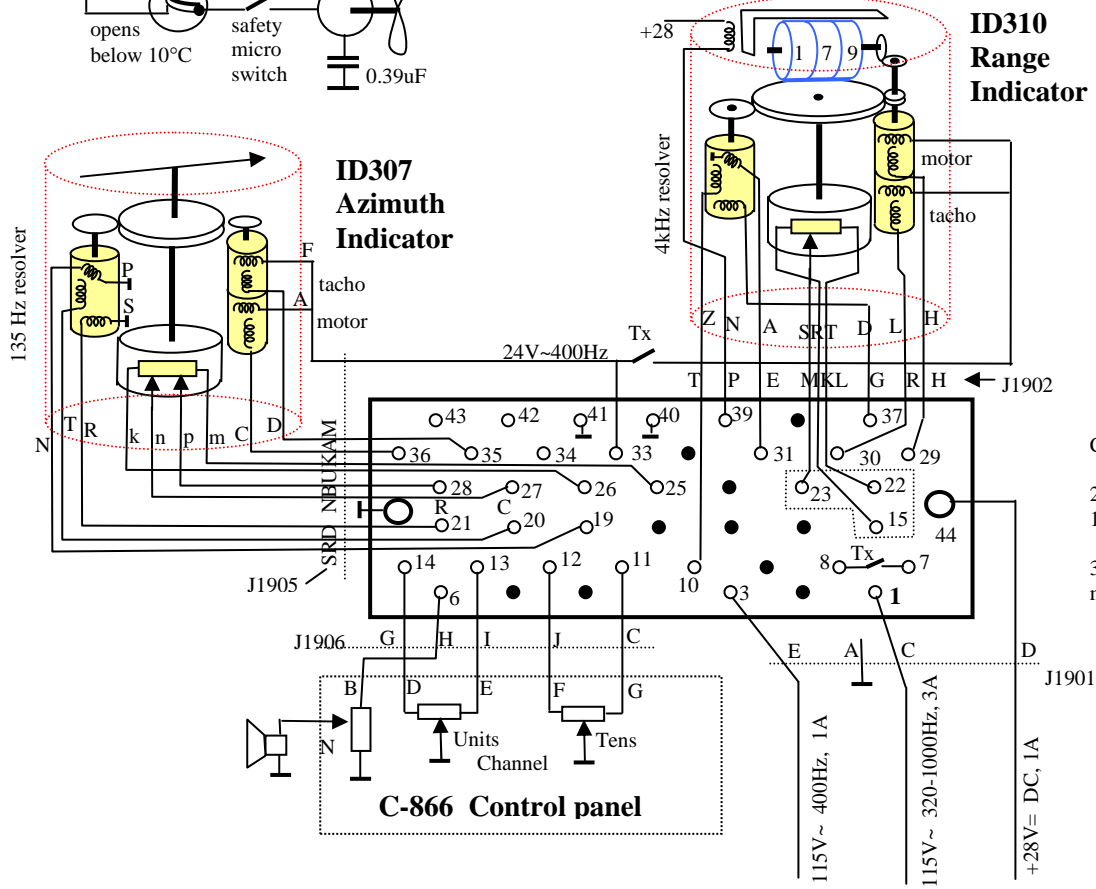 opens
below 10°C
safety
micro
switch
0.39uF
+28
1 7 9
ID310
Range
Indicator
4kHz resolver
motor
tacho
Z N A SRT D L H
ID307
Azimuth
Indicator
135 Hz resolver
P
S
F
tacho
A
motor
N T R k n p m C D
24V~400Hz
Tx
T P E MKL G R H
J1902
43 42 41 40 39 37
36 35 34 33 31 30 29
28 27 26 25 23 22
R C
21 20 19 15 44
14 13 12 11 10 8 Tx 7
6 3 1
SRD NBUKAM
J1905
J1906
G H I J C
E A C D
J1901
B D E F G
N
Units
Channel
Tens
C-866 Control panel
115V~ 400Hz, 1A
115V~ 320-1000Hz, 3A
+28V= DC, 1A